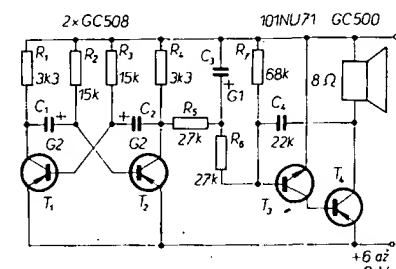 2×GC508 101NU71 GC500
R₁ R₂ R₃ R₄ C₃ R₇
3k3 15k 15k 3k3 G1 68k 8 Ω
C₁ + + C₂ R₅ + C₄
G2 G2 27k R₆ 22k
27k
T₁ T₂ T₃ T₄
+6 až